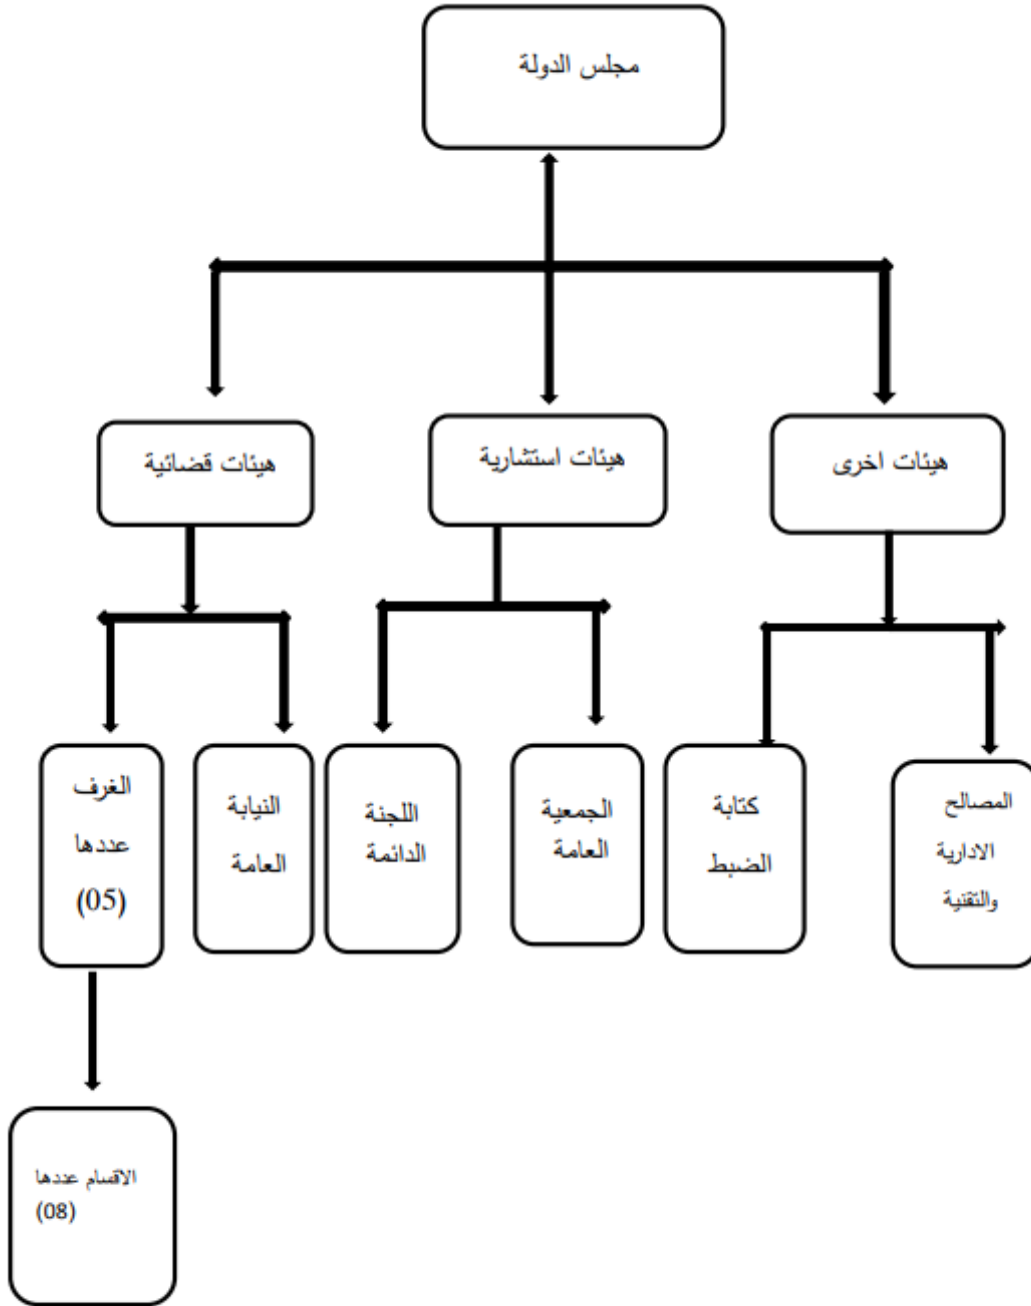 مجلس الدولة
هيئات اخرى
هيئات استشارية
هيئات قضائية
المصالح
الادارية
والتقنية
كتابة
الضبط
الجمعية
العامة
اللجنة
الدائمة
النيابة
العامة
الغرف
عددها
(05)
الاقسام عددها
(08)